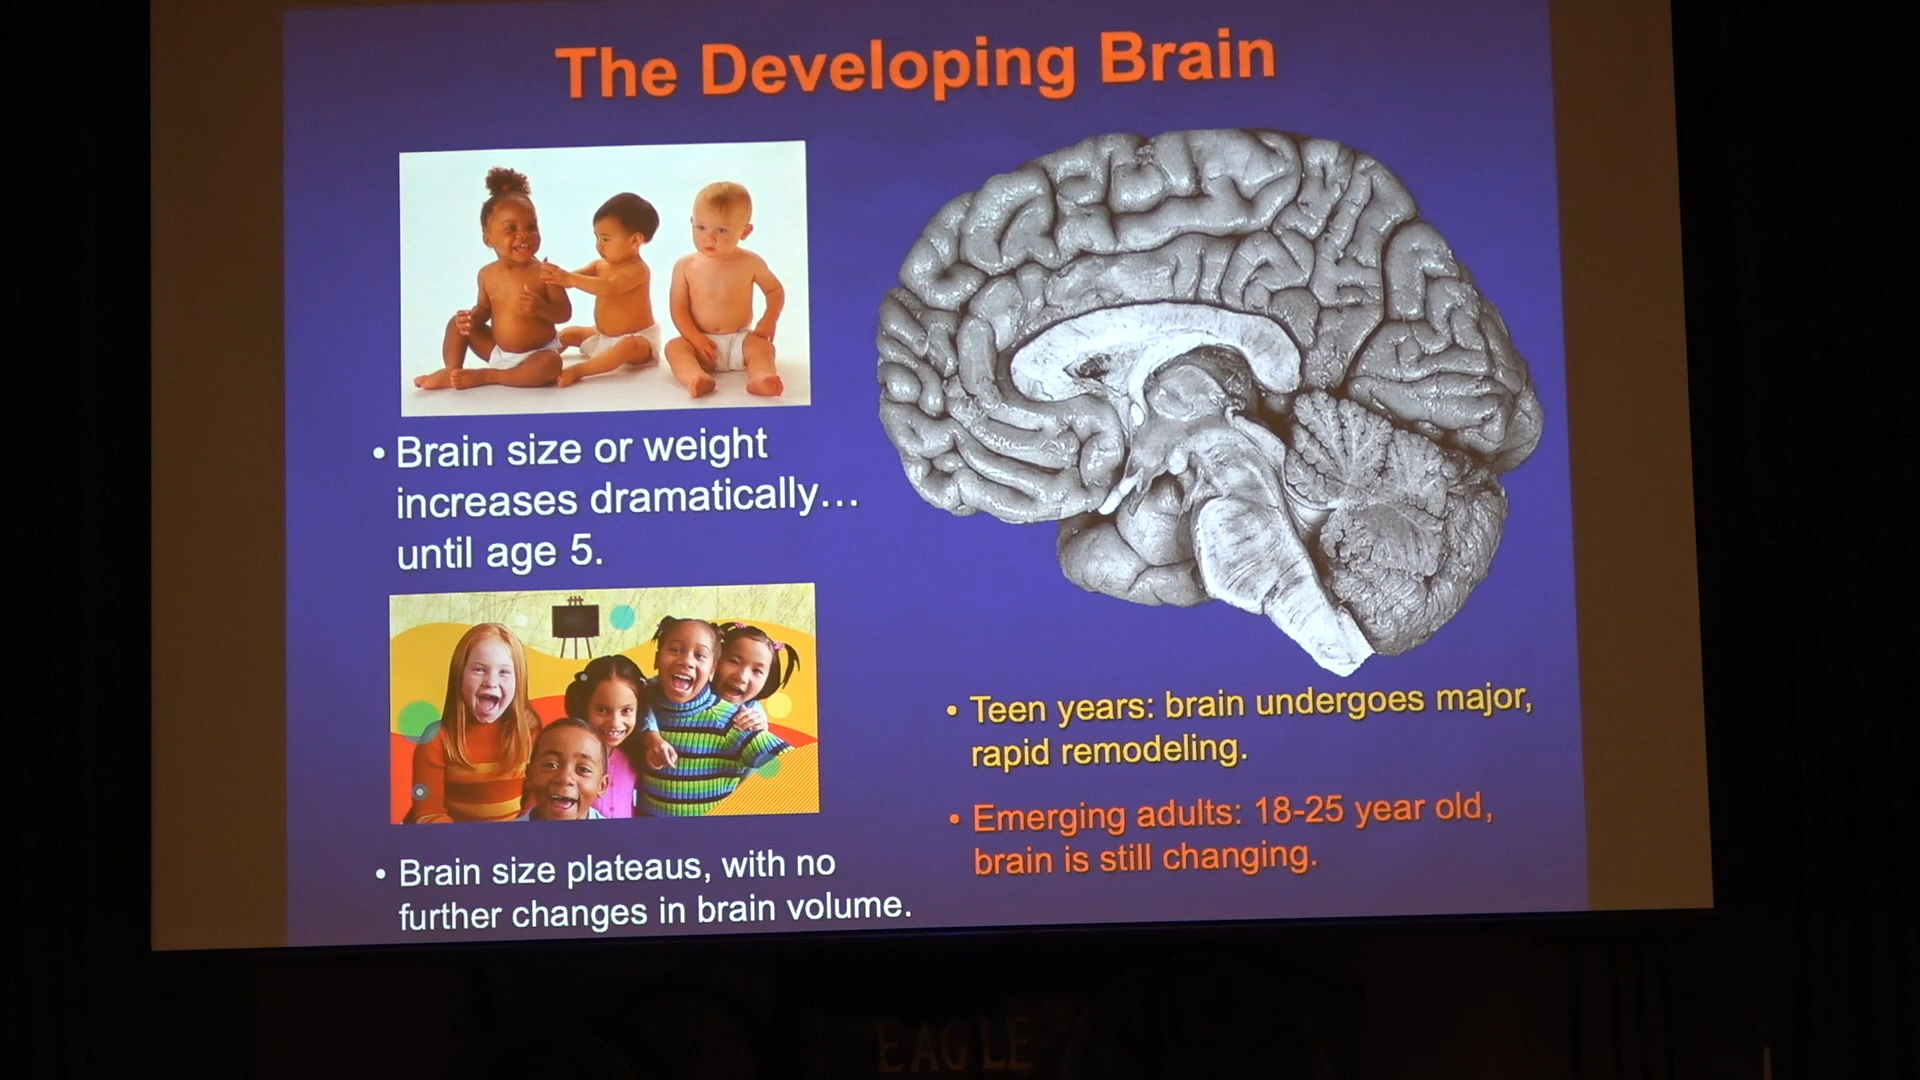 The Developing Brain
• Brain size or weight
increases dramatically…
until age 5.
• Brain size plateaus, with no
further changes in brain volume.
• Teen years: brain undergoes major,
rapid remodeling.
• Emerging adults: 18-25 year old,
brain is still changing.
EAGLE